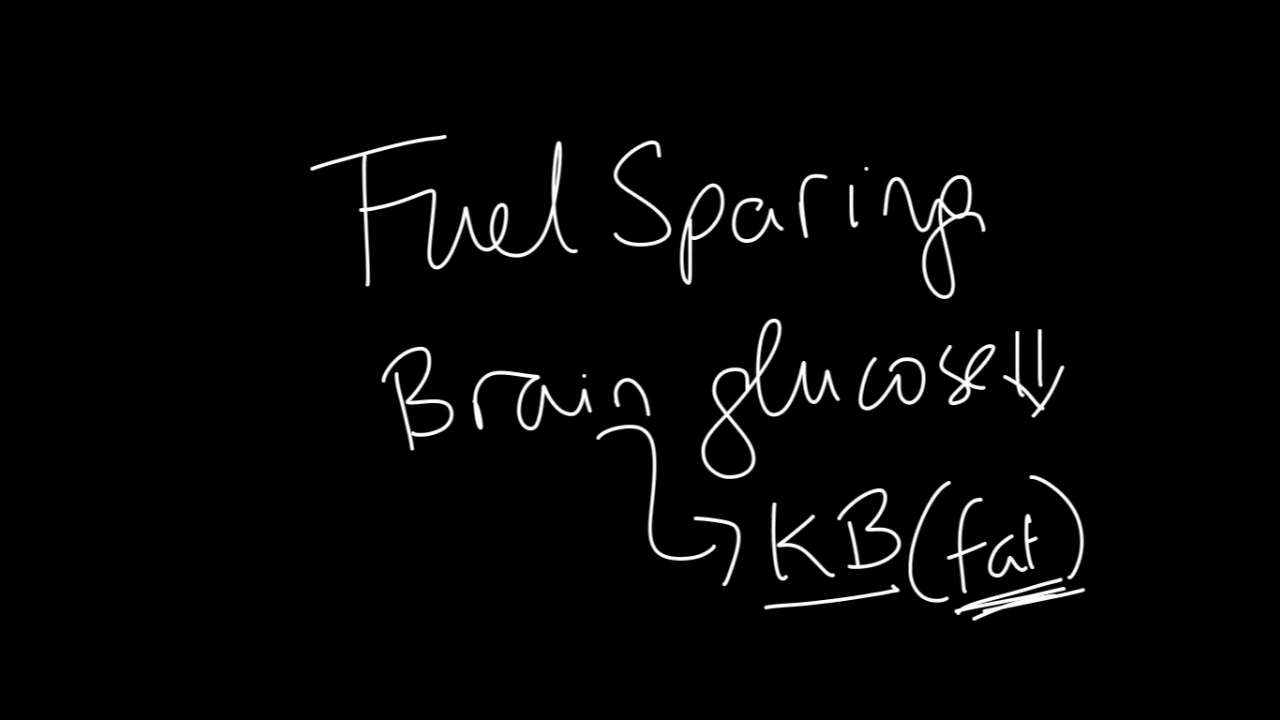 Fuel Sparing
Brain glucose ↓↓
KB (fat)